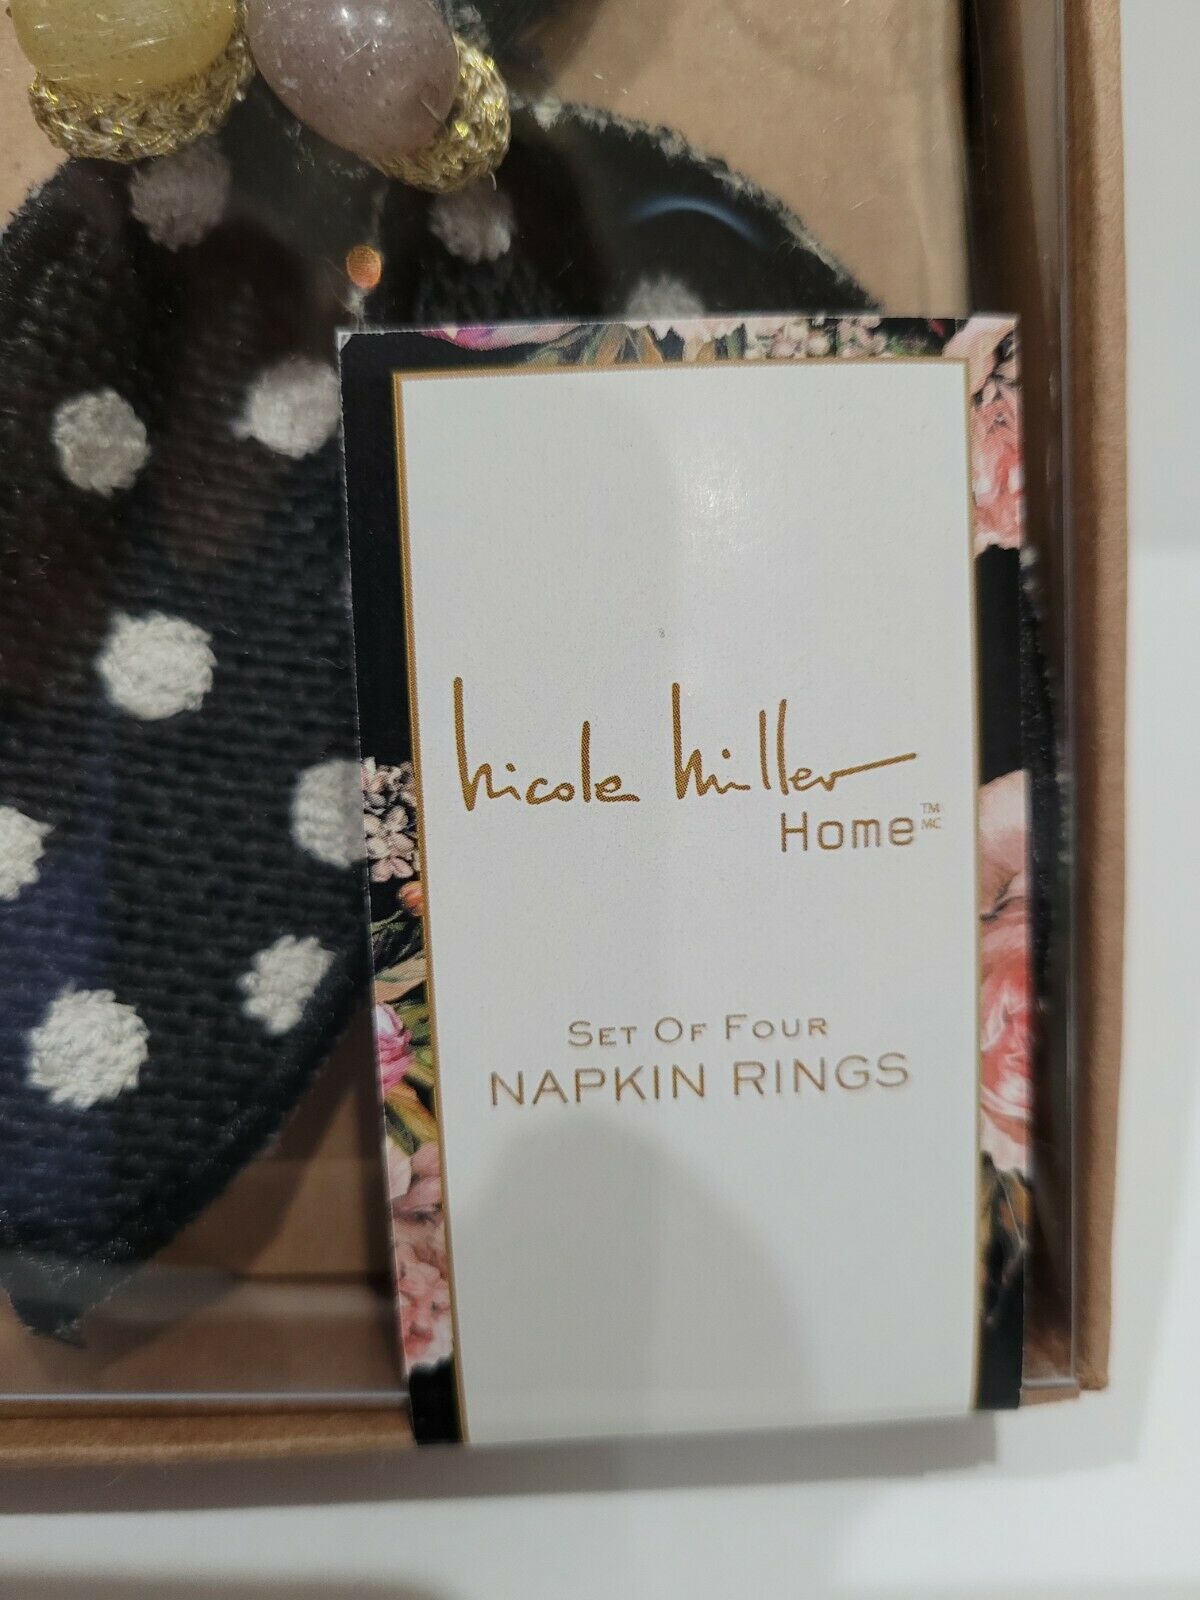 Nicole Miller
Home™ MC
Set Of Four
NAPKIN RINGS